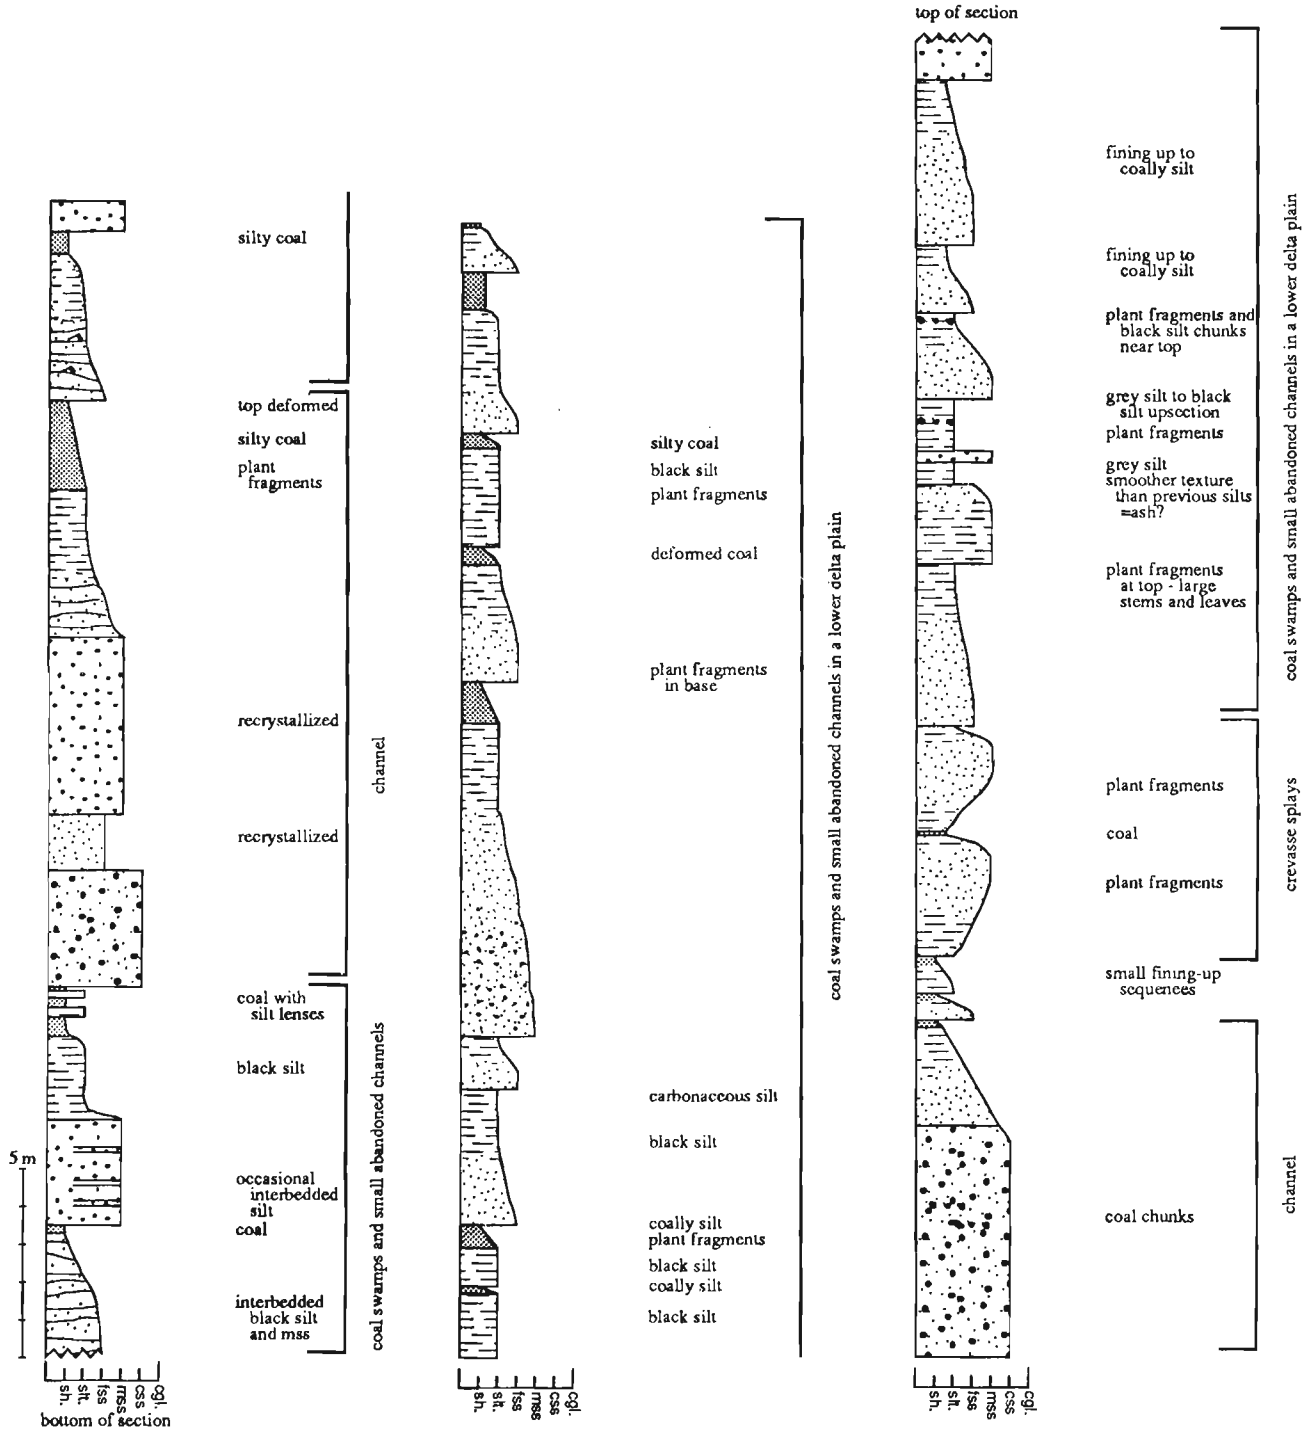 silty coal
top deformed
silty coal
plant
fragments
recrystallized
channel
recrystallized
coal with
silt lenses
black silt
5 m
occasional
interbedded
silt
coal
interbedded
black silt
and mss
coal swamps and small abandoned channels
sh.
slt.
fss
mss
css
cgl.
bottom of section
silty coal
black silt
plant fragments
deformed coal
plant fragments
in base
coal swamps and small abandoned channels in a lower delta plain
carbonaceous silt
black silt
coally silt
plant fragments
black silt
coally silt
black silt
sh.
slt.
fss
mss
css
cgl.
top of section
fining up to
coally silt
fining up to
coally silt
plant fragments and
black silt chunks
near top
grey silt to black
silt upsection
plant fragments
grey silt
smoother texture
than previous silts
=ash?
plant fragments
at top - large
stems and leaves
coal swamps and small abandoned channels in a lower delta plain
plant fragments
coal
plant fragments
crevasse splays
small fining-up
sequences
coal chunks
channel
sh.
slt.
fss
mss
css
cgl.